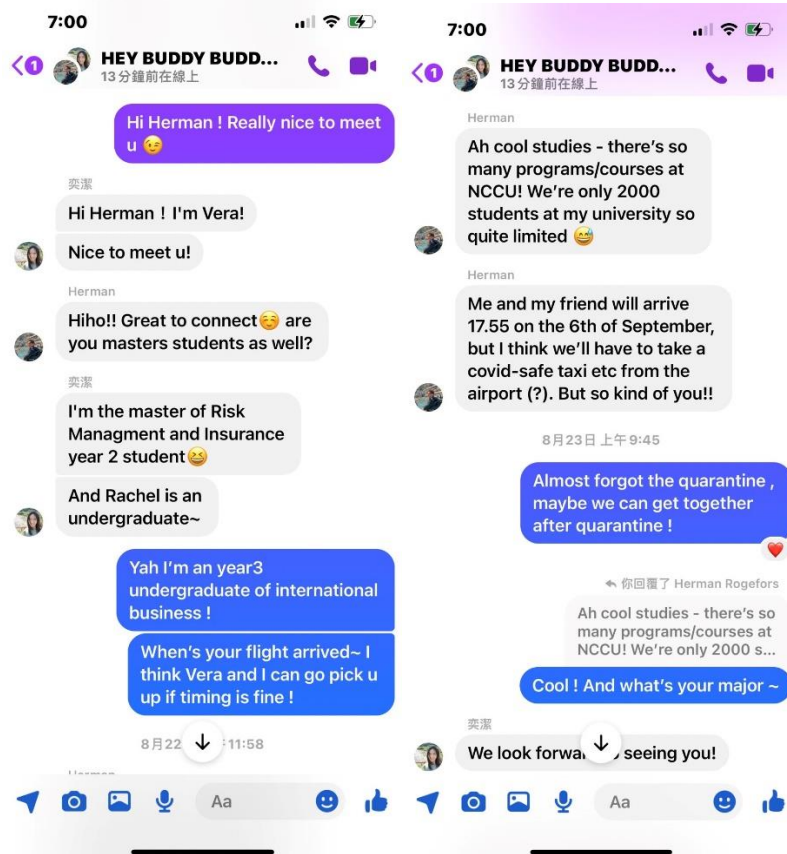 7:00
1
HEY BUDDY BUDD...
13分鐘前在線上
Hi Herman ! Really nice to meet
u 😉
奕潔
Hi Herman！I'm Vera!
Nice to meet u!
Herman
Hiho!! Great to connect☺️ are
you masters students as well?
奕潔
I'm the master of Risk
Managment and Insurance
year 2 student😆
And Rachel is an
undergraduate~
Yah I'm an year3
undergraduate of international
business !
When's your flight arrived~ I
think Vera and I can go pick u
up if timing is fine !
8月22 11:58
Aa
7:00
1
HEY BUDDY BUDD...
13分鐘前在線上
Herman
Ah cool studies - there's so
many programs/courses at
NCCU! We're only 2000
students at my university so
quite limited 😅
Herman
Me and my friend will arrive
17.55 on the 6th of September,
but I think we'll have to take a
covid-safe taxi etc from the
airport (?). But so kind of you!!
8月23日 上午9:45
Almost forgot the quarantine ,
maybe we can get together
after quarantine !
你回覆了 Herman Rogefors
Ah cool studies - there's so
many programs/courses at
NCCU! We're only 2000 s...
Cool ! And what's your major ~
奕潔
We look seeing you!
Aa